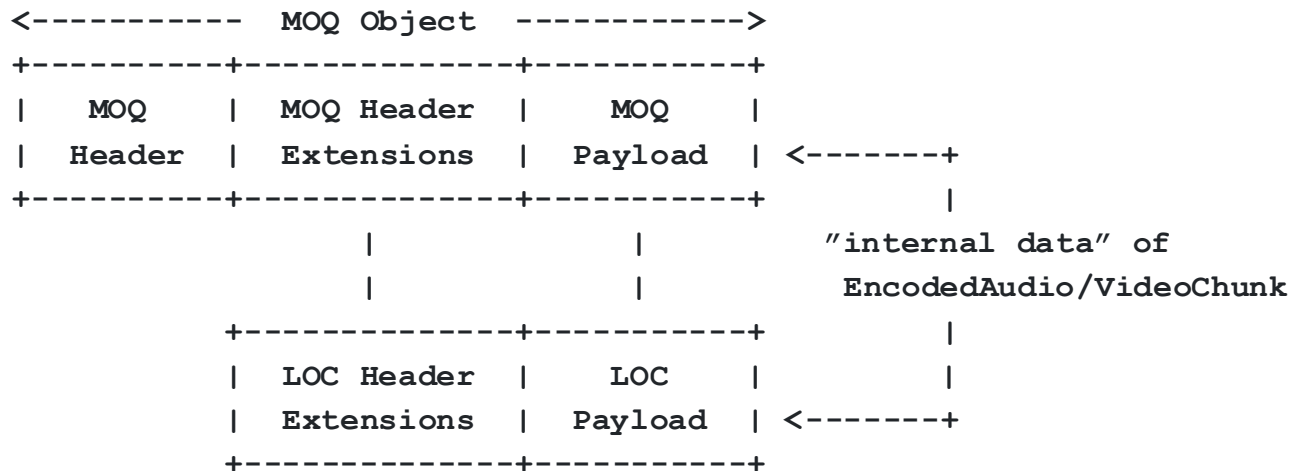 <----------- MOQ Object ----------->
+----------+--------------+-----------+
|   MOQ    |  MOQ Header  |    MOQ    |
|  Header  |  Extensions  |  Payload  | <-------+
+----------+--------------+-----------+         |
                  |              |         ″internal data″ of
                  |              |          EncodedAudio/VideoChunk
           +--------------+-----------+         |
           |  LOC Header  |    LOC    |         |
           |  Extensions  |  Payload  | <-------+
           +--------------+-----------+